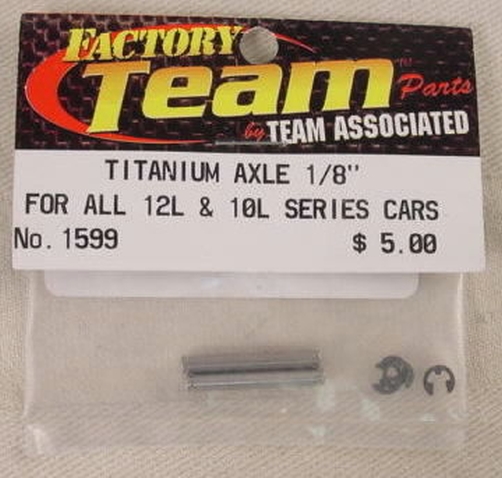 FACTORY
Team™ Parts
by TEAM ASSOCIATED
TITANIUM AXLE 1/8"
FOR ALL 12L & 10L SERIES CARS
No. 1599 $ 5.00